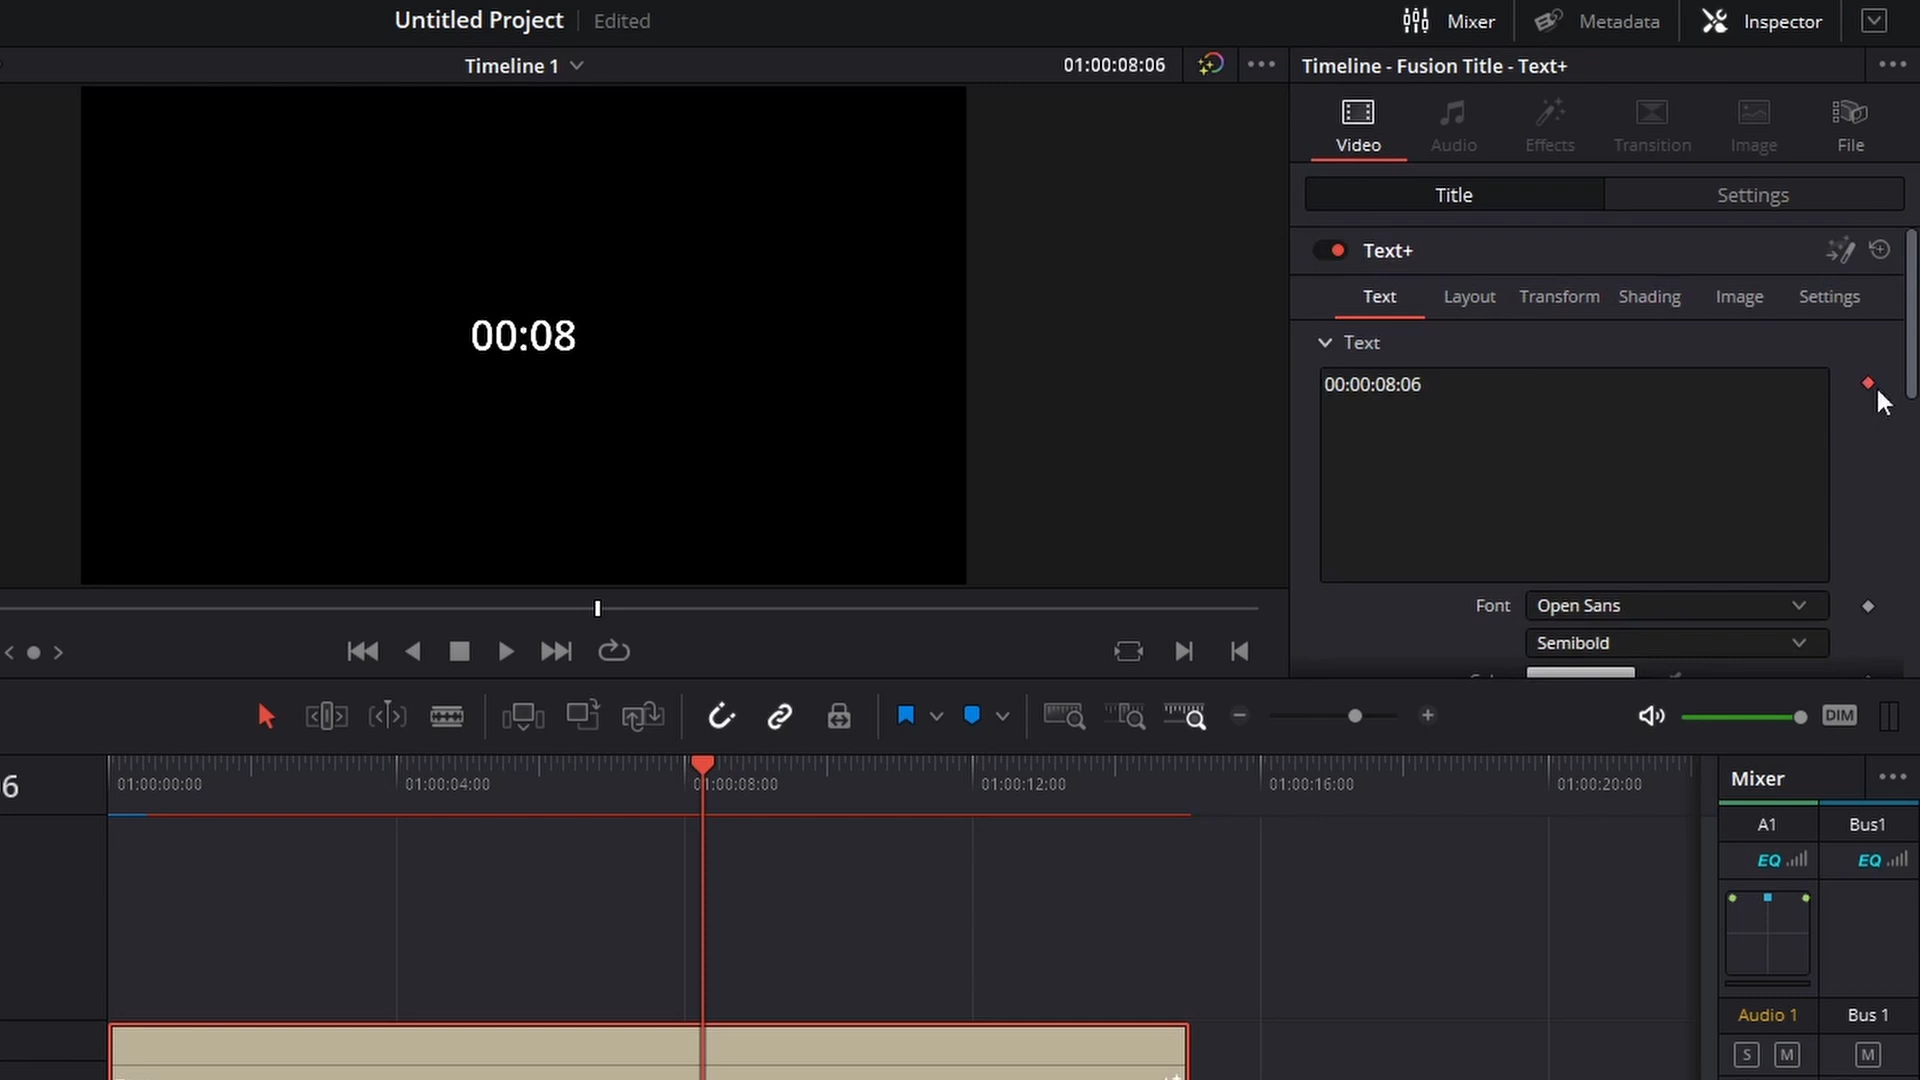 Untitled Project
Edited
Mixer
Metadata
Inspector
Timeline 1
01:00:08:06
Timeline - Fusion Title - Text+
Video
Audio
Effects
Transition
Image
File
Title
Settings
Text+
Text
Layout
Transform
Shading
Image
Settings
Text
00:00:08:06
00:08
Font
Open Sans
Semibold
DIM
6
01:00:00:00
01:00:04:00
01:00:08:00
01:00:12:00
01:00:16:00
01:00:20:00
Mixer
A1
Bus1
EQ
EQ
Audio 1
Bus 1
S
M
M